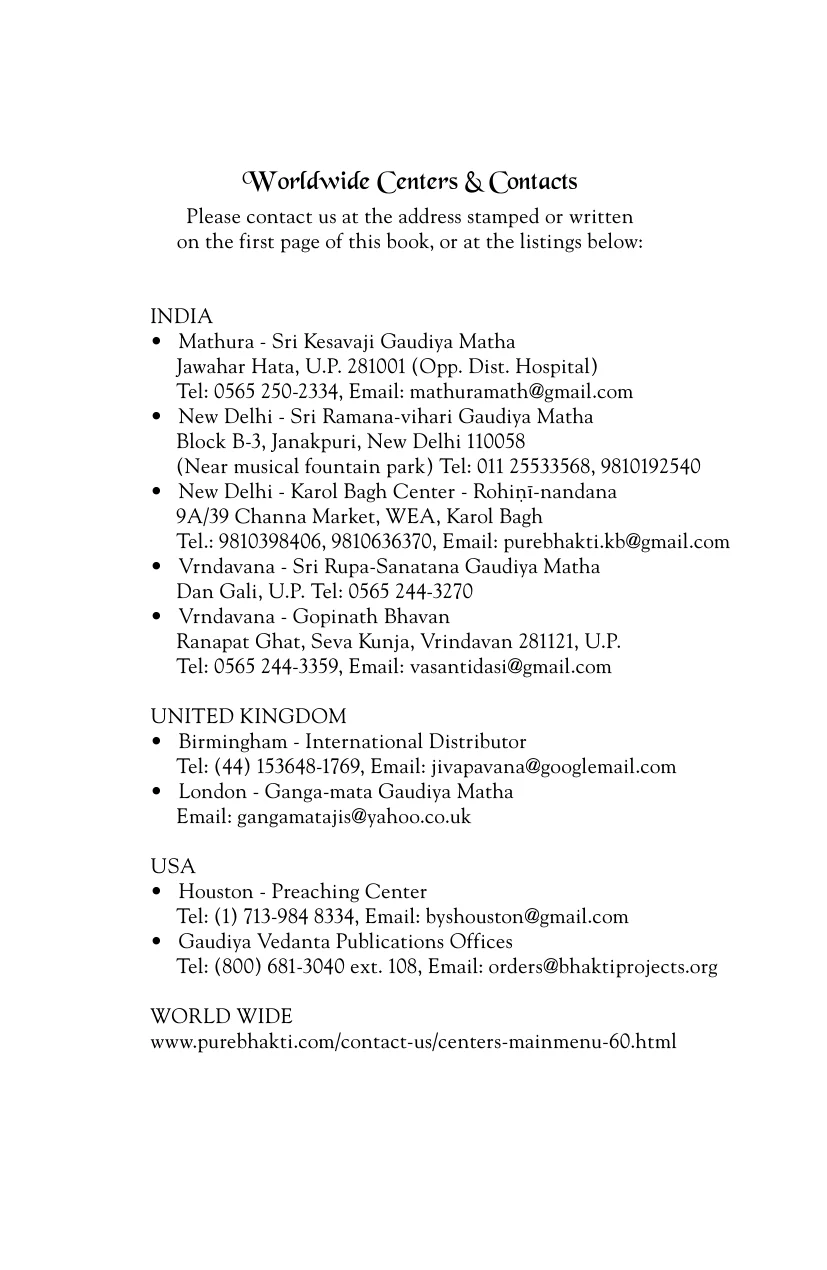 Worldwide Centers & Contacts
Please contact us at the address stamped or written
on the first page of this book, or at the listings below:
INDIA
• Mathura - Sri Kesavaji Gaudiya Matha
Jawahar Hata, U.P. 281001 (Opp. Dist. Hospital)
Tel: 0565 250-2334, Email: mathuramath@gmail.com
• New Delhi - Sri Ramana-vihari Gaudiya Matha
Block B-3, Janakpuri, New Delhi 110058
(Near musical fountain park) Tel: 011 25533568, 9810192540
• New Delhi - Karol Bagh Center - Rohiṇī-nandana
9A/39 Channa Market, WEA, Karol Bagh
Tel.: 9810398406, 9810636370, Email: purebhakti.kb@gmail.com
• Vrndavana - Sri Rupa-Sanatana Gaudiya Matha
Dan Gali, U.P. Tel: 0565 244-3270
• Vrndavana - Gopinath Bhavan
Ranapat Ghat, Seva Kunja, Vrindavan 281121, U.P.
Tel: 0565 244-3359, Email: vasantidasi@gmail.com
UNITED KINGDOM
• Birmingham - International Distributor
Tel: (44) 153648-1769, Email: jivapavana@googlemail.com
• London - Ganga-mata Gaudiya Matha
Email: gangamatajis@yahoo.co.uk
USA
• Houston - Preaching Center
Tel: (1) 713-984 8334, Email: byshouston@gmail.com
• Gaudiya Vedanta Publications Offices
Tel: (800) 681-3040 ext. 108, Email: orders@bhaktiprojects.org
WORLD WIDE
www.purebhakti.com/contact-us/centers-mainmenu-60.html